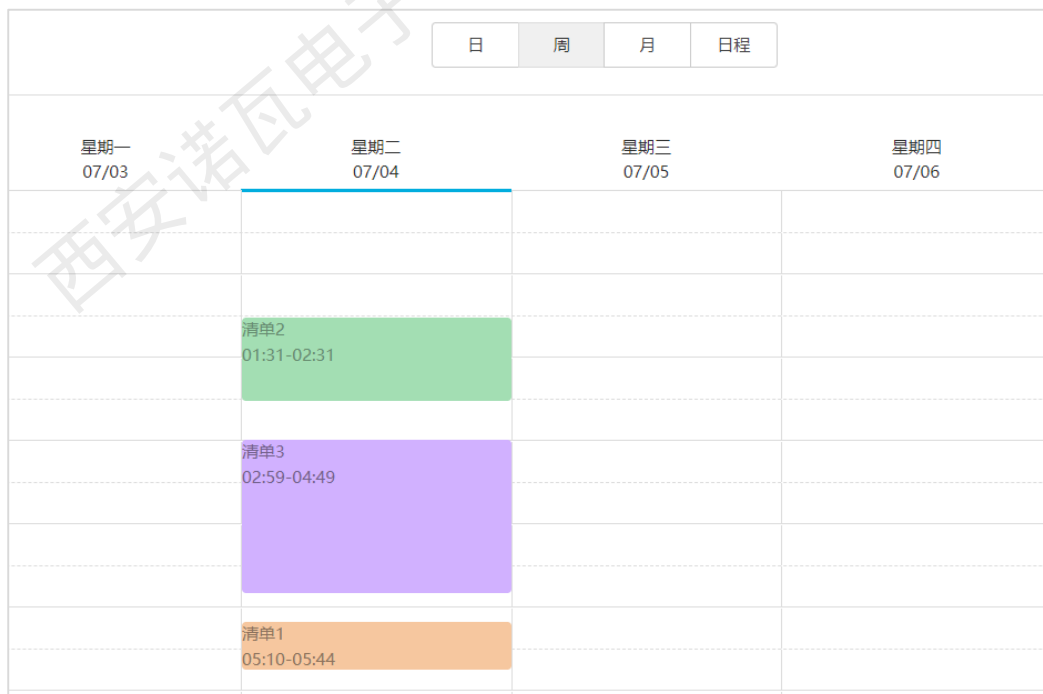 日 周 月 日程
星期一 星期二 星期三 星期四
07/03 07/04 07/05 07/06
清单2
01:31-02:31
清单3
02:59-04:49
清单1
05:10-05:44
西安诺瓦电子